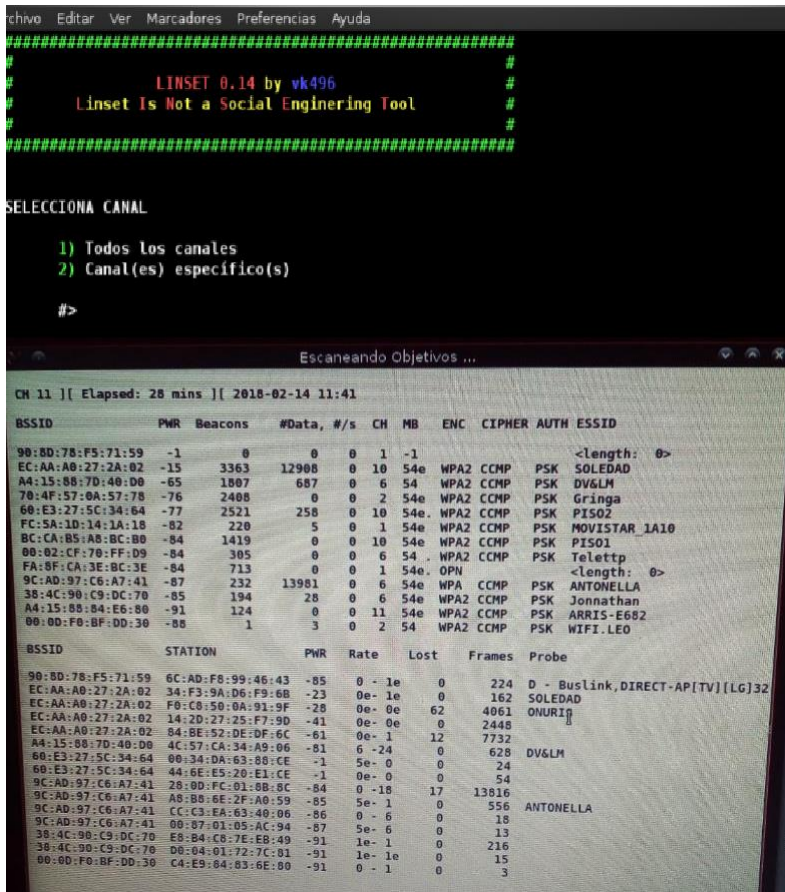 chivo Editar Ver Marcadores Preferencias Ayuda
##########################################################
# #
# LINSET 0.14 by vk496 #
# Linset Is Not a Social Enginering Tool #
# #
##########################################################
SELECCIONA CANAL
1) Todos los canales
2) Canal(es) específico(s)
#>
Escaneando Objetivos ...
CH 11 ][ Elapsed: 28 mins ][ 2018-02-14 11:41
BSSID PWR Beacons #Data, #/s CH MB ENC CIPHER AUTH ESSID
90:8D:78:F5:71:59 -1 0 0 0 1 -1 <length: 0>
EC:AA:A0:27:2A:02 -15 3363 12908 0 10 54e WPA2 CCMP PSK SOLEDAD
A4:15:88:7D:40:D0 -65 1807 687 0 6 54 WPA2 CCMP PSK DV&LM
70:4F:57:0A:57:78 -76 2408 0 0 2 54e WPA2 CCMP PSK Gringa
60:E3:27:5C:34:64 -77 2521 258 0 10 54e. WPA2 CCMP PSK PISO2
FC:5A:1D:14:1A:18 -82 220 5 0 1 54e WPA2 CCMP PSK MOVISTAR_1A10
BC:CA:B5:A8:BC:B0 -84 1419 0 0 10 54e WPA2 CCMP PSK PISO1
00:02:CF:70:FF:D9 -84 305 0 0 6 54 . WPA2 CCMP PSK Telettp
FA:8F:CA:3E:BC:3E -84 713 0 0 1 54e. OPN <length: 0>
9C:AD:97:C6:A7:41 -87 232 13981 0 6 54e WPA CCMP PSK ANTONELLA
38:4C:90:C9:DC:70 -85 194 28 0 6 54e WPA2 CCMP PSK Jonnathan
A4:15:88:84:E6:80 -91 124 0 0 11 54e WPA2 CCMP PSK ARRIS-E682
00:0D:F0:BF:DD:30 -88 1 3 0 2 54 WPA2 CCMP PSK WIFI.LEO
BSSID STATION PWR Rate Lost Frames Probe
90:8D:78:F5:71:59 6C:AD:F8:99:46:43 -85 0 - 1e 0 224 D - Buslink,DIRECT-AP[TV][LG]32
EC:AA:A0:27:2A:02 34:F3:9A:D6:F9:6B -23 0e- 1e 0 162 SOLEDAD
EC:AA:A0:27:2A:02 F0:C8:50:0A:91:9F -28 0e- 0e 62 4061 ONURIS
EC:AA:A0:27:2A:02 14:2D:27:25:F7:9D -41 0e- 0e 0 2448
EC:AA:A0:27:2A:02 84:BE:52:DE:DF:6C -61 0e- 1 12 7732
A4:15:88:7D:40:D0 4C:57:CA:34:A9:06 -81 6 -24 0 628 DV&LM
60:E3:27:5C:34:64 00:34:DA:63:88:CE -1 5e- 0 0 24
60:E3:27:5C:34:64 44:6E:E5:20:E1:CE -1 0e- 0 0 54
9C:AD:97:C6:A7:41 28:0D:FC:01:8B:8C -84 0 -18 17 13816
9C:AD:97:C6:A7:41 A8:B8:6E:2F:A0:59 -85 5e- 1 0 556 ANTONELLA
9C:AD:97:C6:A7:41 CC:C3:EA:63:40:06 -86 0 - 6 0 18
9C:AD:97:C6:A7:41 00:87:01:05:AC:94 -87 5e- 6 0 13
38:4C:90:C9:DC:70 E8:B4:C8:7E:EB:49 -91 1e- 1 0 216
38:4C:90:C9:DC:70 D0:04:01:72:7C:81 -91 1e- 1e 0 15
00:0D:F0:BF:DD:30 C4:E9:84:83:6E:80 -91 0 - 1 0 3